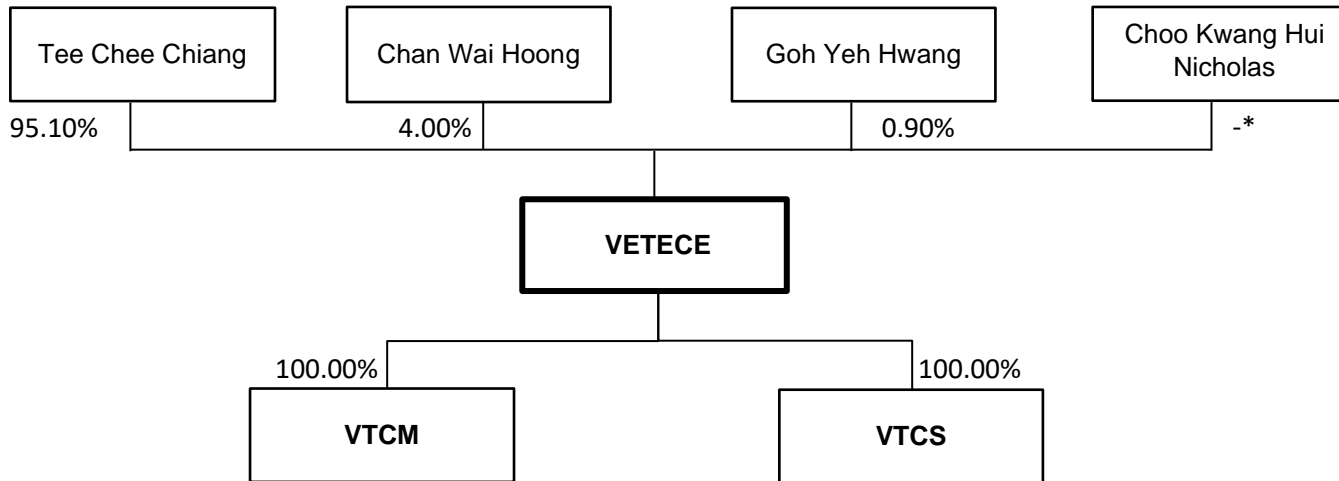 Tee Chee Chiang
Chan Wai Hoong
Goh Yeh Hwang
Choo Kwang Hui
Nicholas
95.10%
4.00%
0.90%
-*
VETECE
100.00%
100.00%
VTCM
VTCS